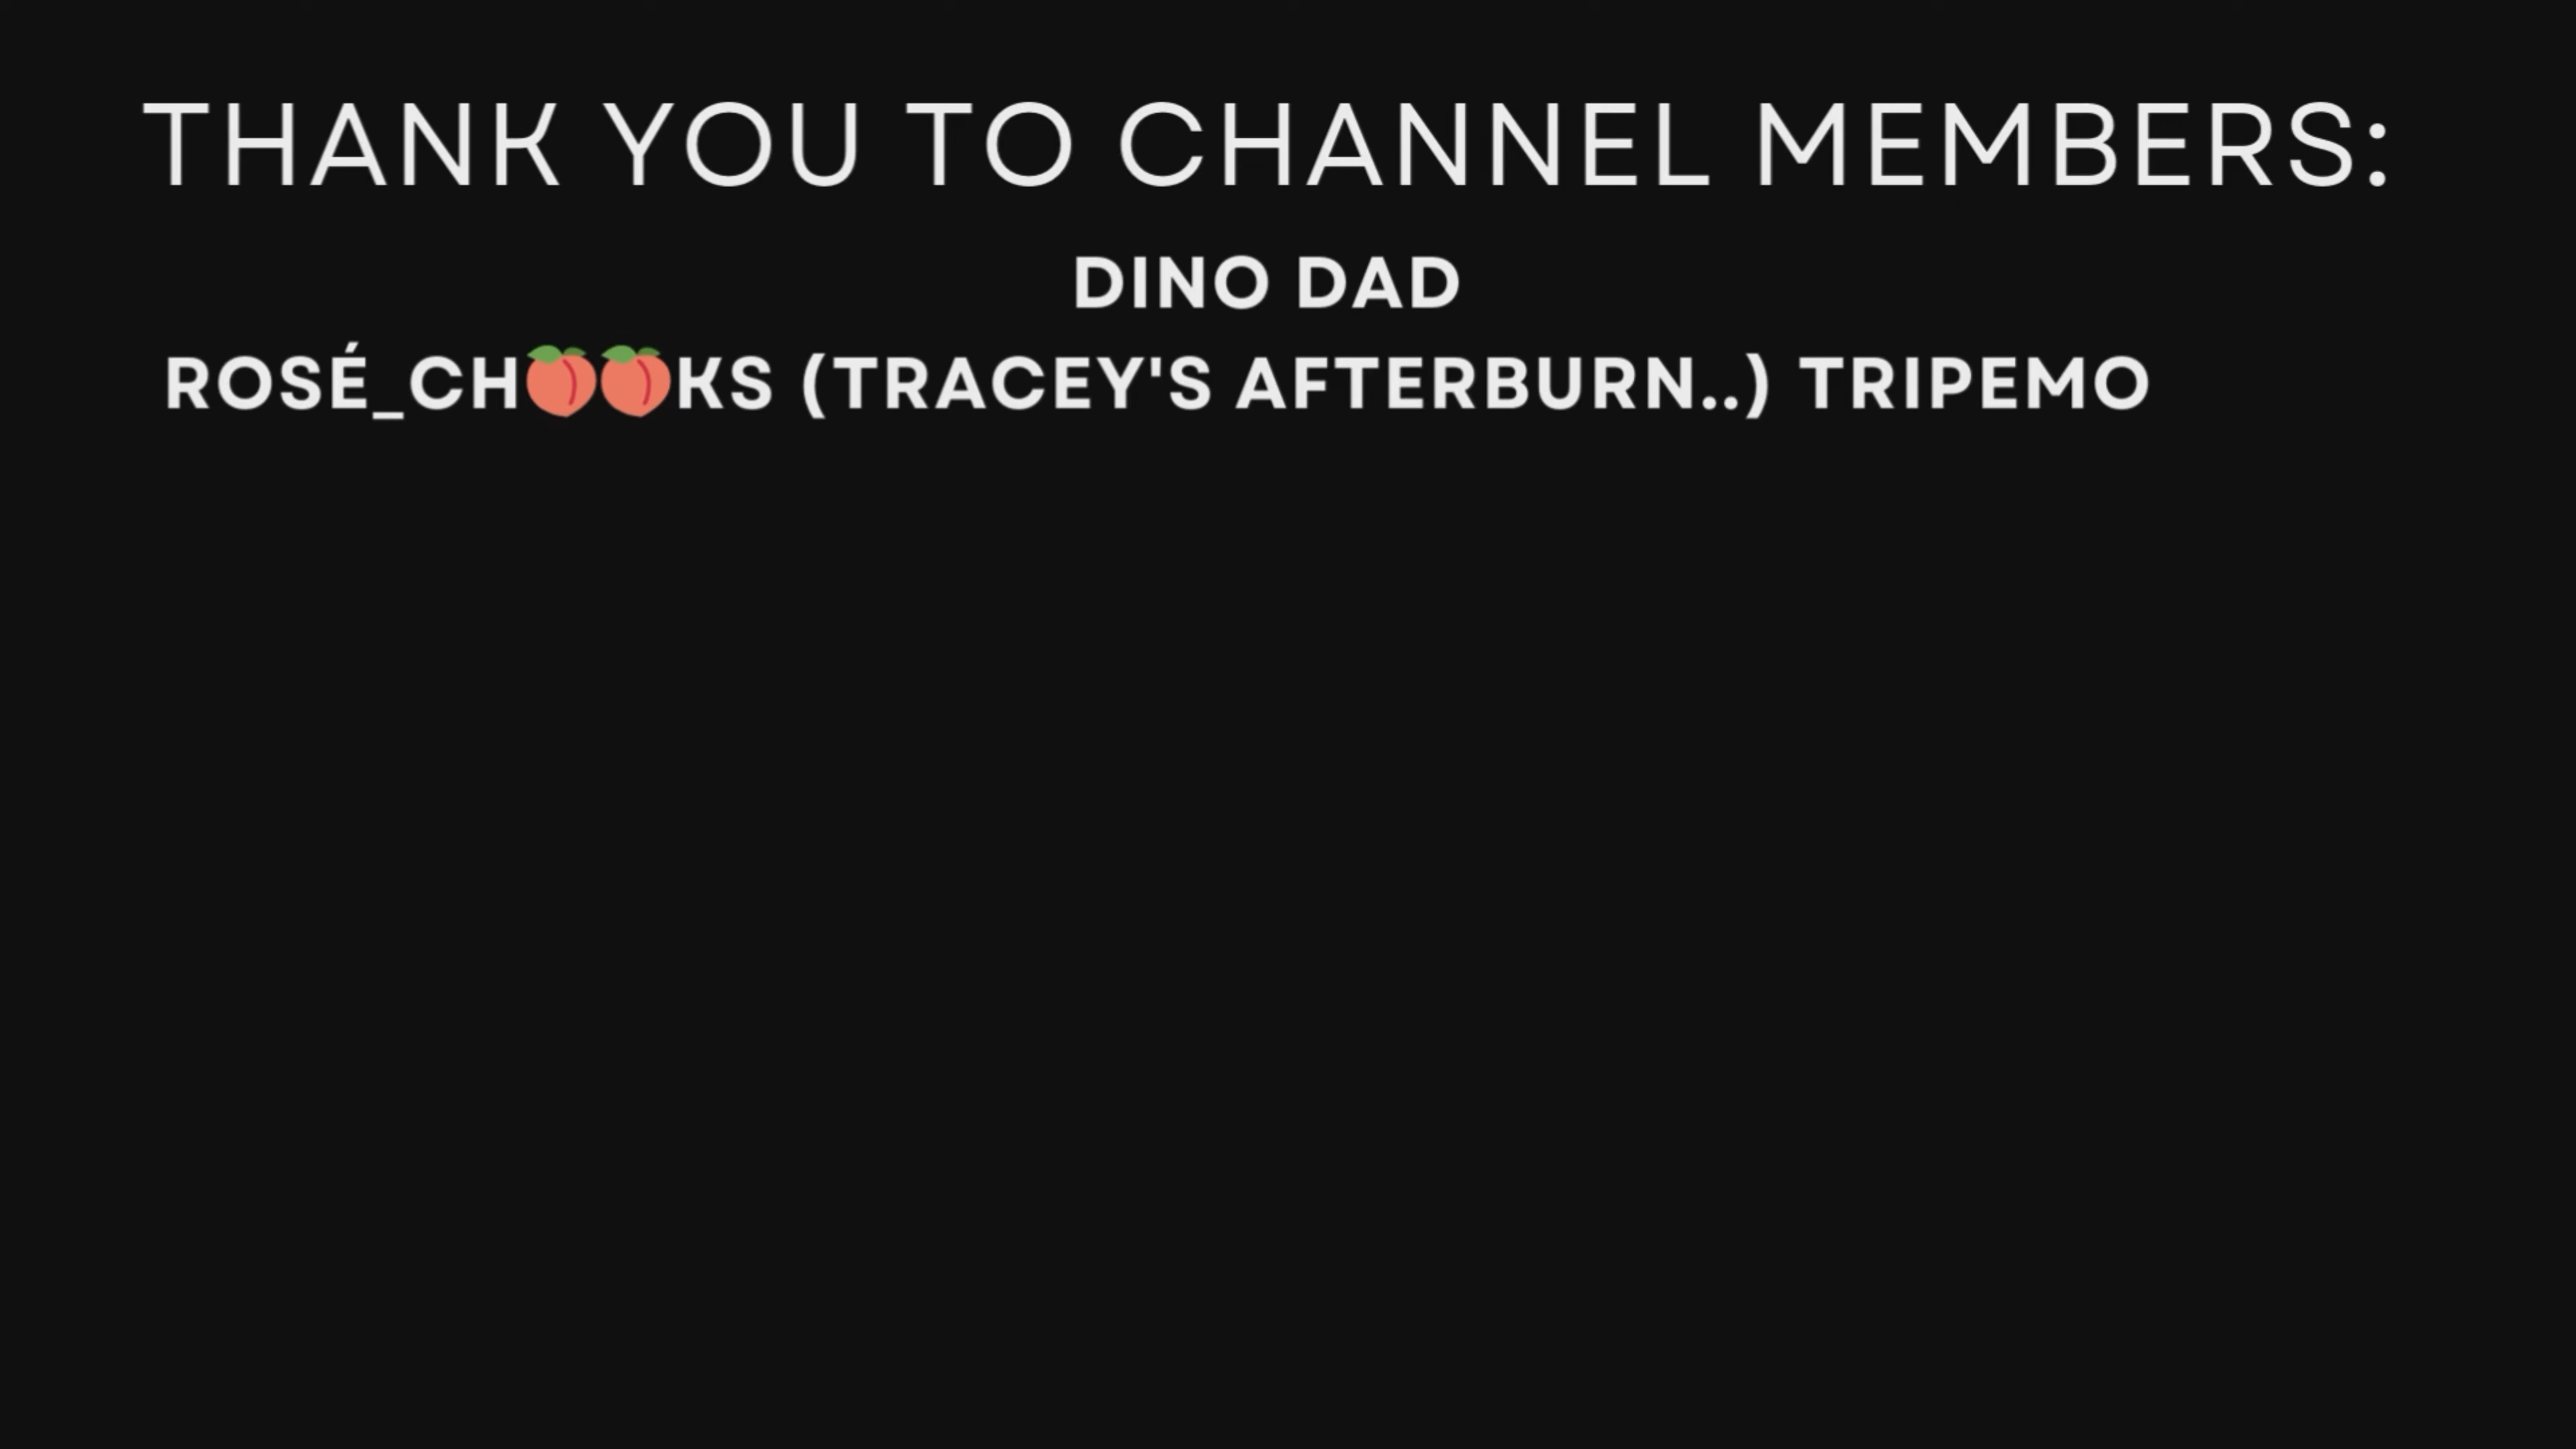 THANK YOU TO CHANNEL MEMBERS:
DINO DAD
ROSÉ_CH🍑🍑KS (TRACEY'S AFTERBURN..) TRIPEMO